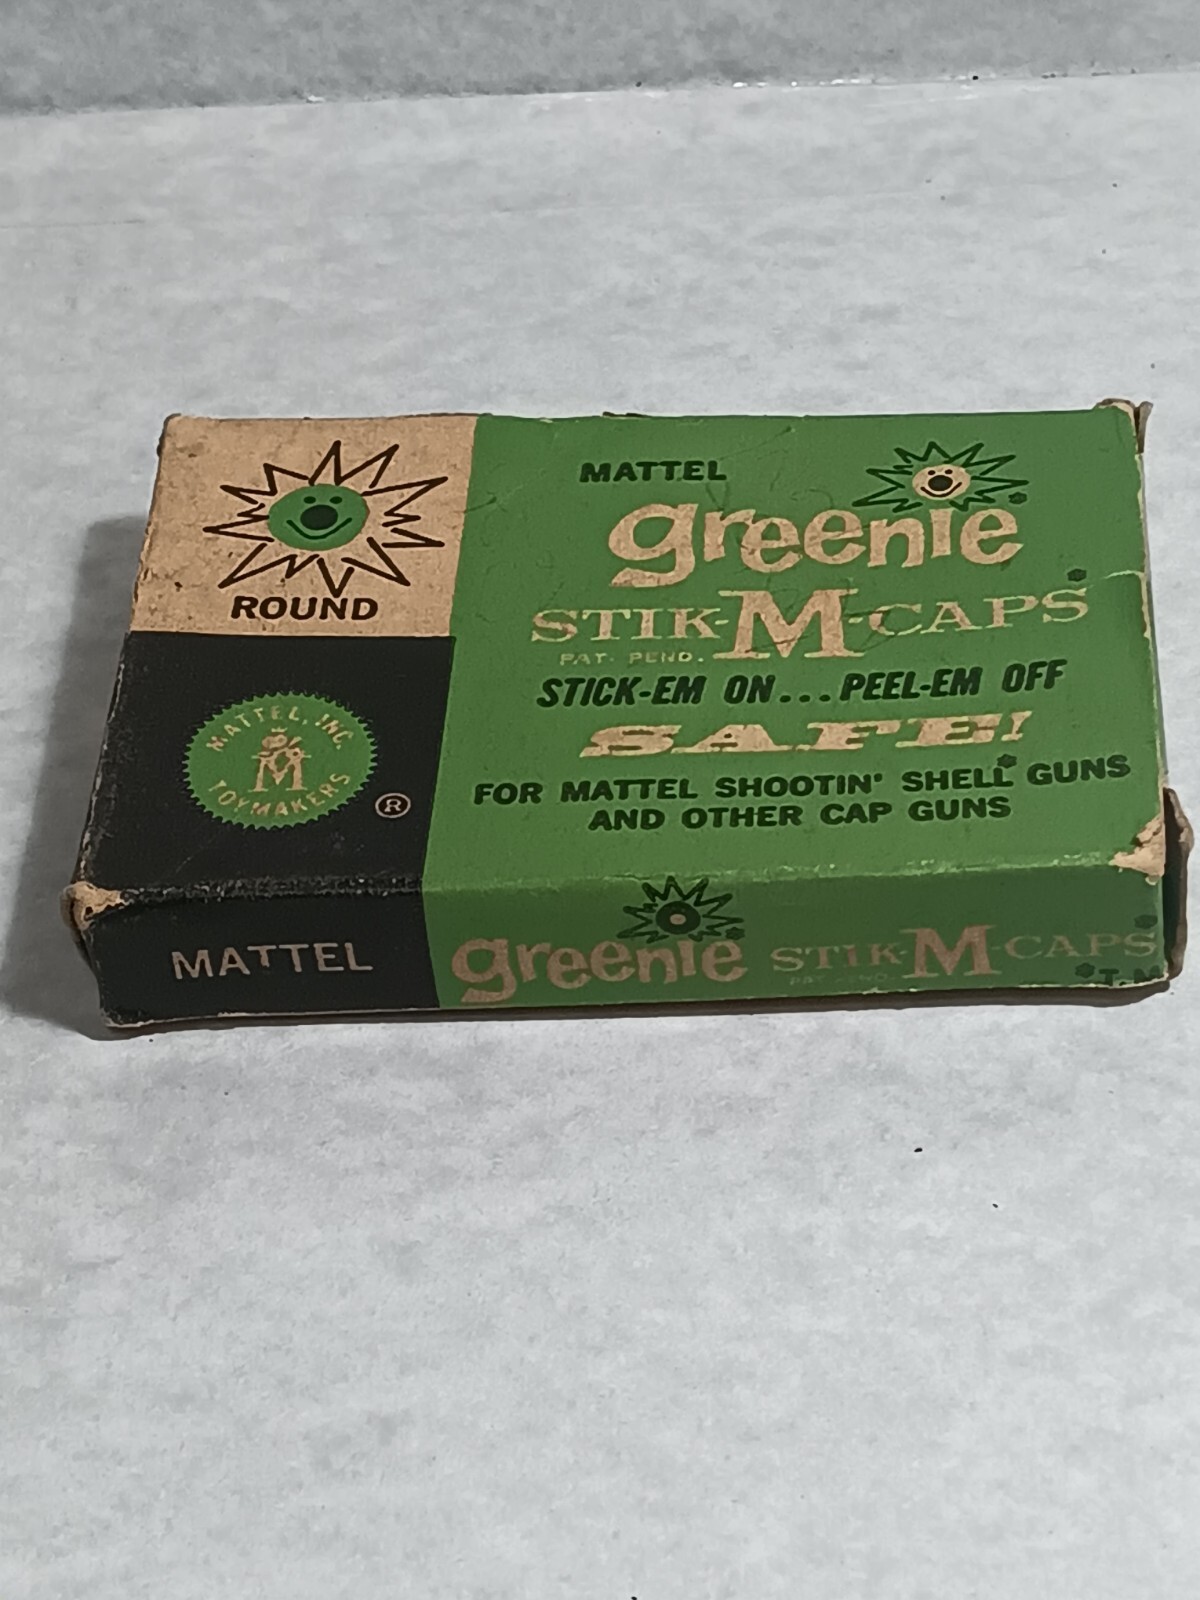 ROUND
MATTEL, INC.
M
TOYMAKERS
®
MATTEL
greenie*
STIK-M-CAPS*
PAT. PEND.
STICK-EM ON...PEEL-EM OFF
SAFE!
FOR MATTEL SHOOTIN' SHELL* GUNS
AND OTHER CAP GUNS
MATTEL
greenie* STIK-M-CAPS*
*T.M.